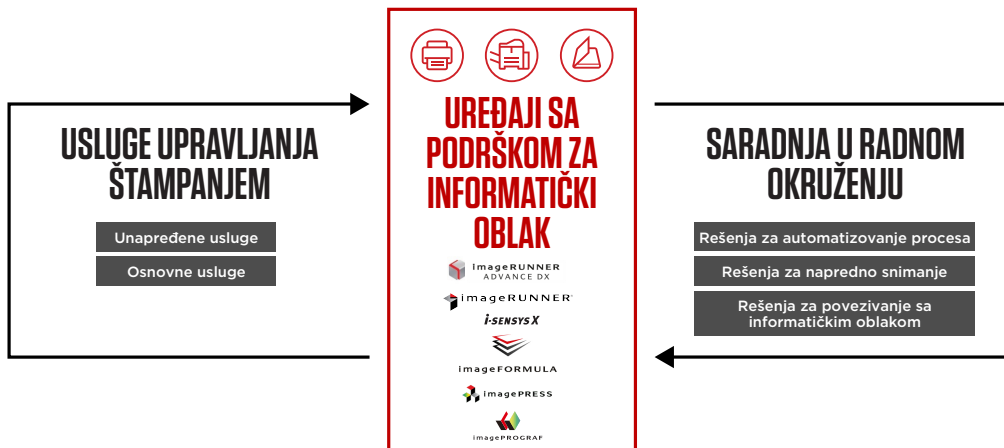 USLUGE UPRAVLJANJA
ŠTAMPANJEM
Unapređene usluge
Osnovne usluge
UREĐAJI SA
PODRŠKOM ZA
INFORMATIČKI
OBLAK
imageRUNNER
ADVANCE DX
imageRUNNER
i-SENSYS X
imageFORMULA
imagePRESS
imagePROGRAF
SARADNJA U RADNOM
OKRUŽENJU
Rešenja za automatizovanje procesa
Rešenja za napredno snimanje
Rešenja za povezivanje sa
informatičkim oblakom